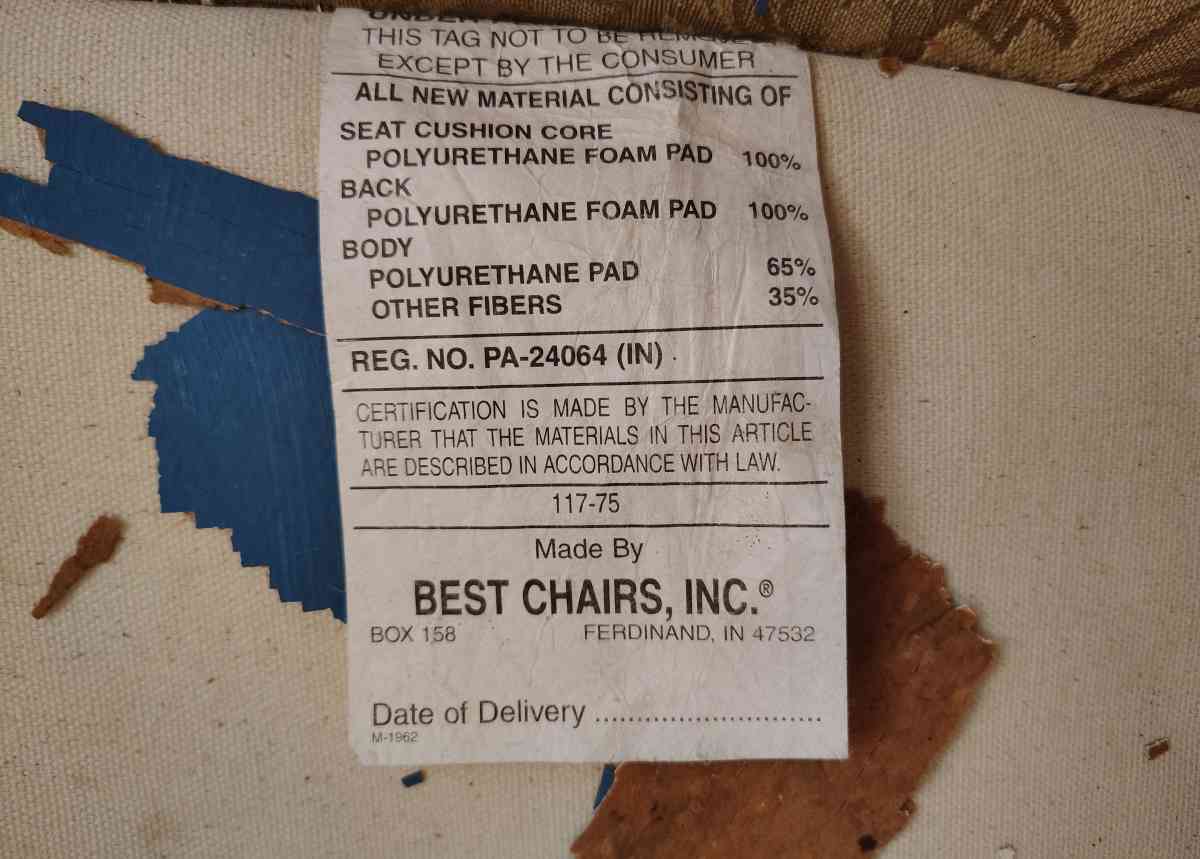 UNDER
THIS TAG NOT TO BE REMOVED
EXCEPT BY THE CONSUMER
ALL NEW MATERIAL CONSISTING OF
SEAT CUSHION CORE
POLYURETHANE FOAM PAD 100%
BACK
POLYURETHANE FOAM PAD 100%
BODY
POLYURETHANE PAD 65%
OTHER FIBERS 35%
REG. NO. PA-24064 (IN)
CERTIFICATION IS MADE BY THE MANUFAC-
TURER THAT THE MATERIALS IN THIS ARTICLE
ARE DESCRIBED IN ACCORDANCE WITH LAW.
117-75
Made By
BEST CHAIRS, INC.®
BOX 158 FERDINAND, IN 47532
Date of Delivery ...........................
M-1962